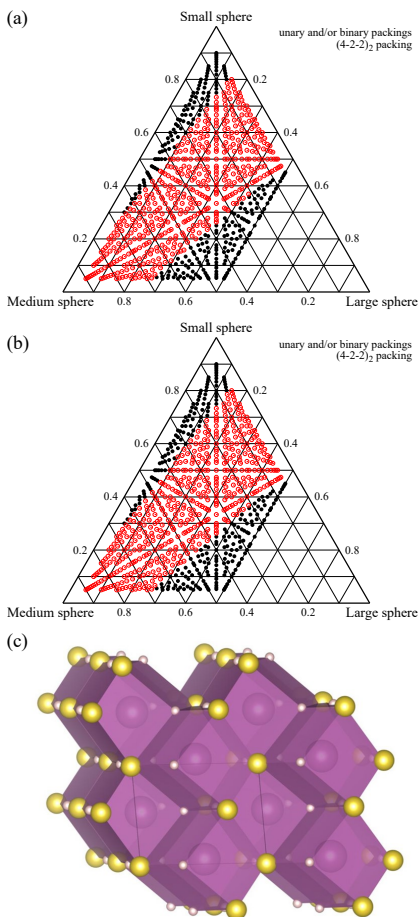 (a)
Small sphere
unary and/or binary packings
(4-2-2)₂ packing
0.8 0.2
0.6 0.4
0.4 0.6
0.2 0.8
Medium sphere 0.8 0.6 0.4 0.2 Large sphere
(b)
Small sphere
unary and/or binary packings
(4-2-2)₂ packing
0.8 0.2
0.6 0.4
0.4 0.6
0.2 0.8
Medium sphere 0.8 0.6 0.4 0.2 Large sphere
(c)